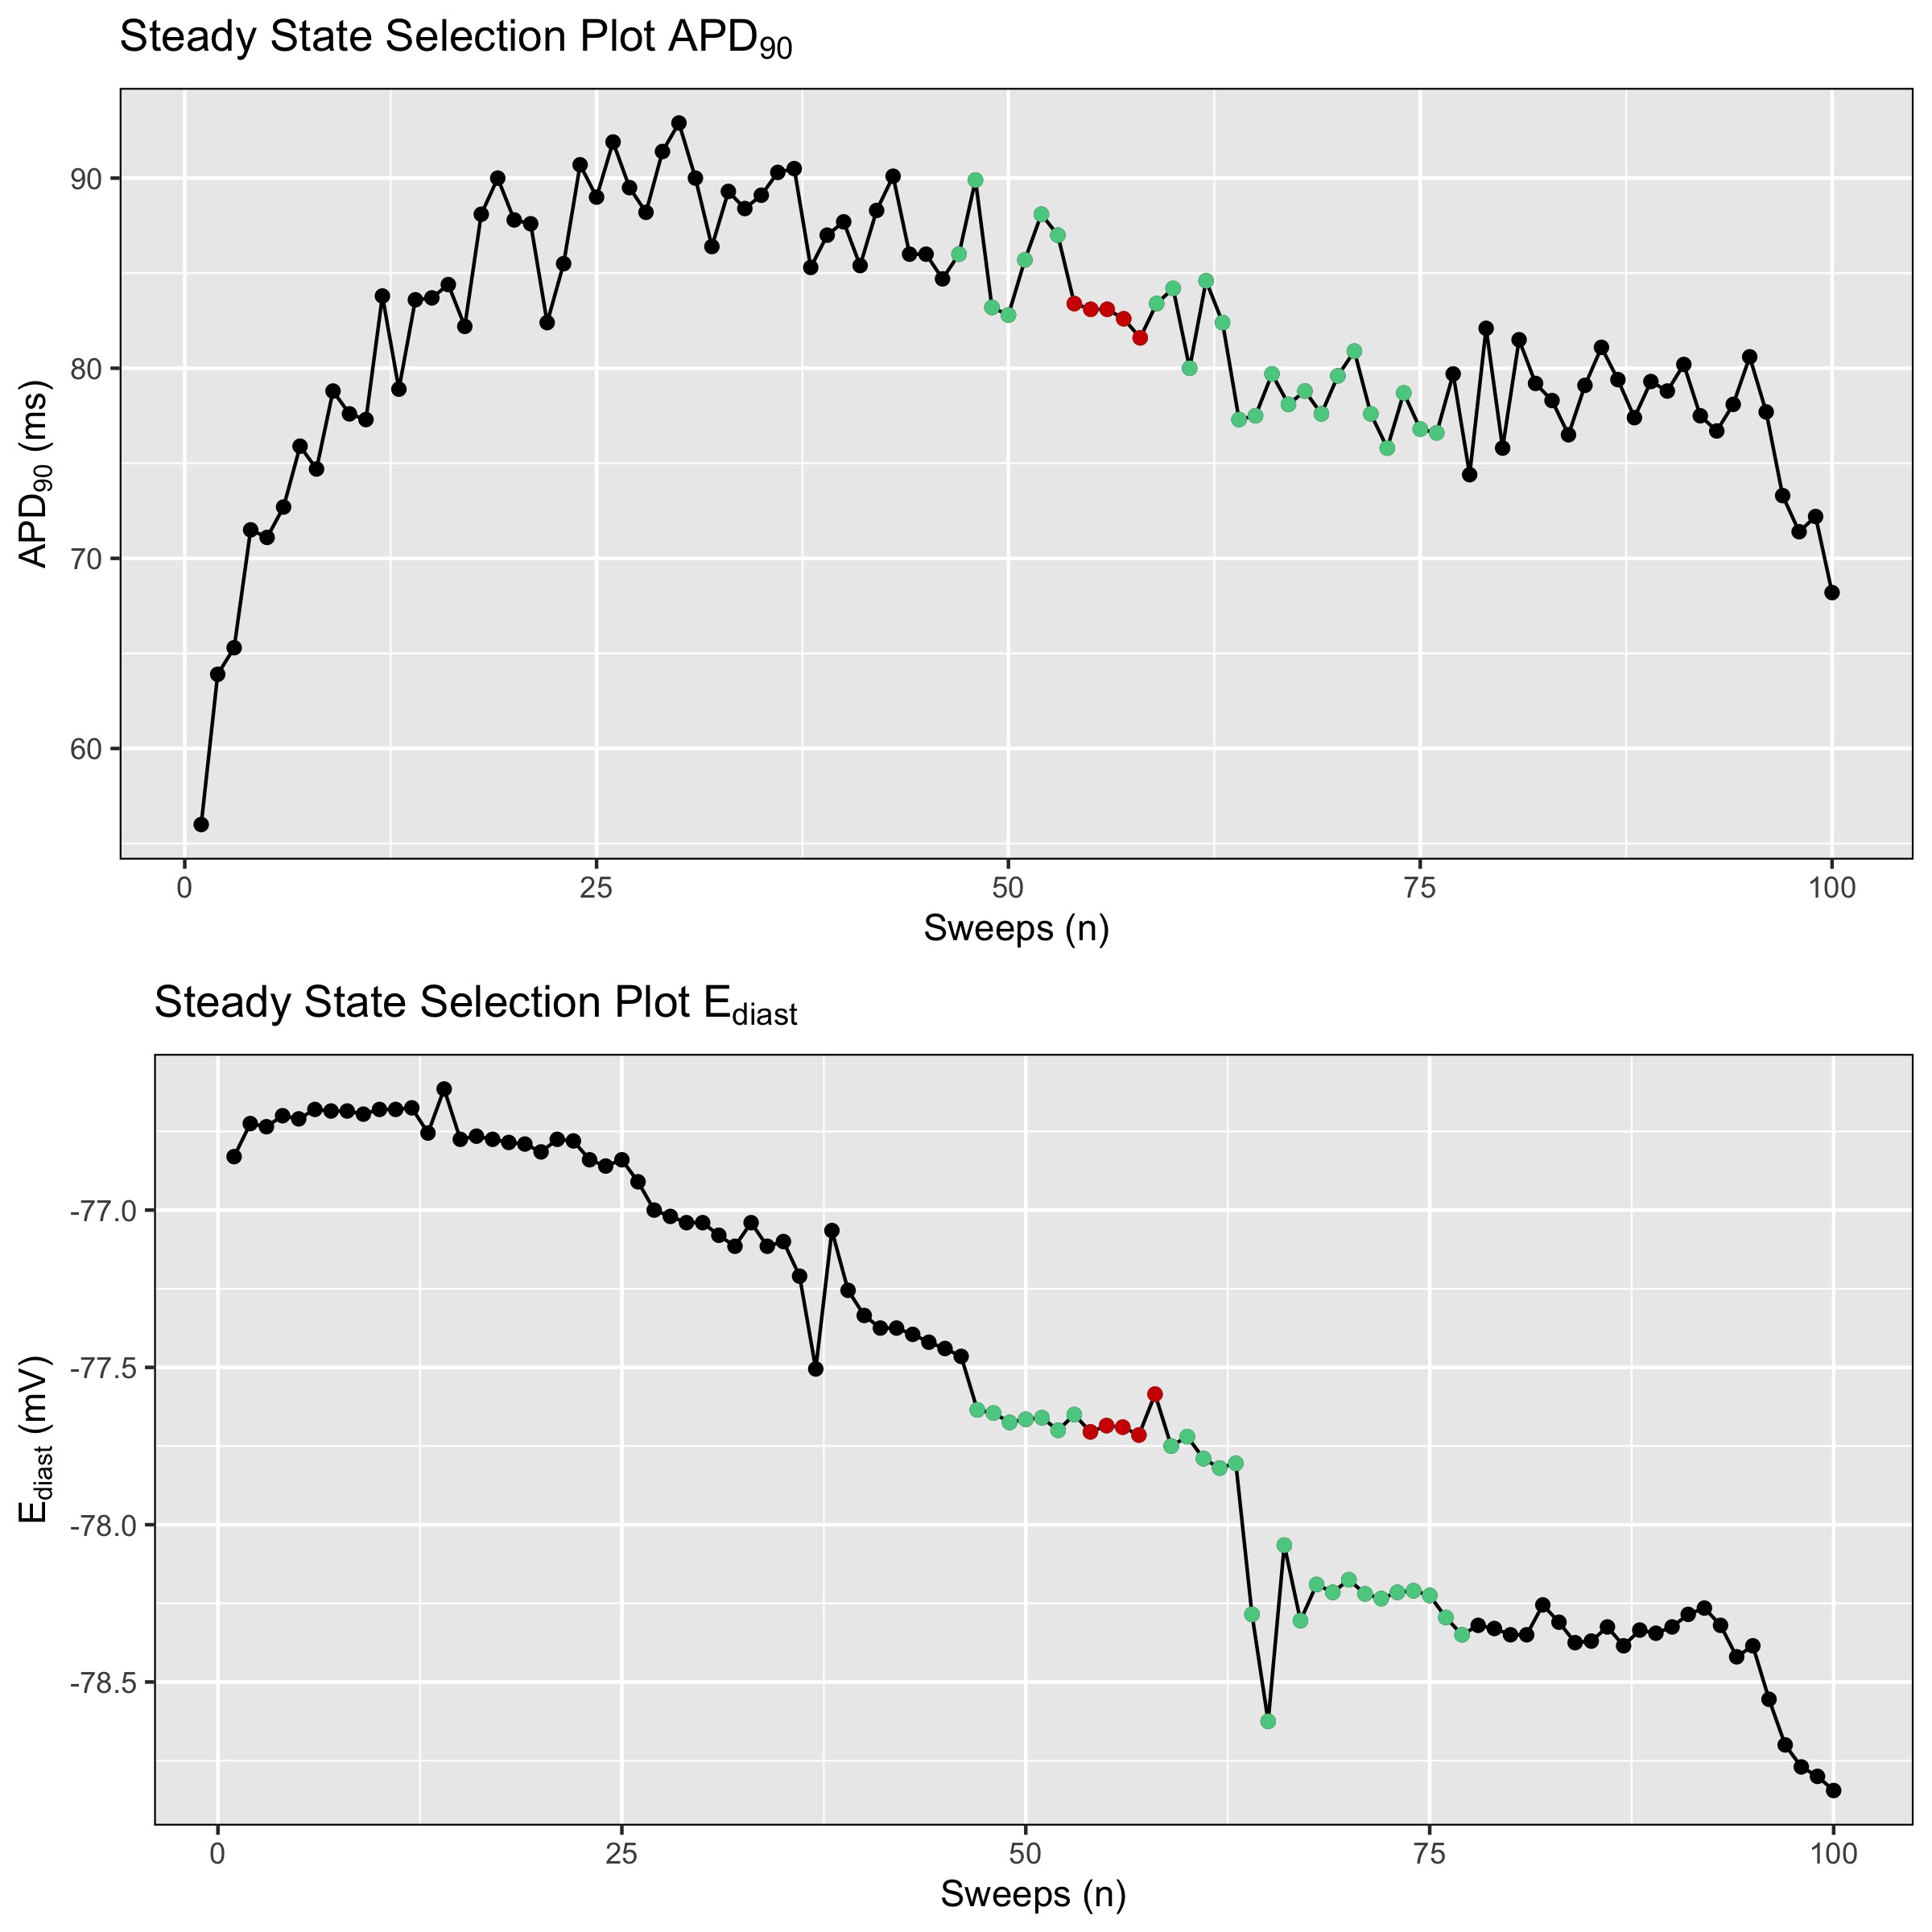 Steady State Selection Plot APD90
APD90 (ms)
90
80
70
60
0 25 50 75 100
Sweeps (n)
Steady State Selection Plot Ediast
Ediast (mV)
-77.0
-77.5
-78.0
-78.5
0 25 50 75 100
Sweeps (n)